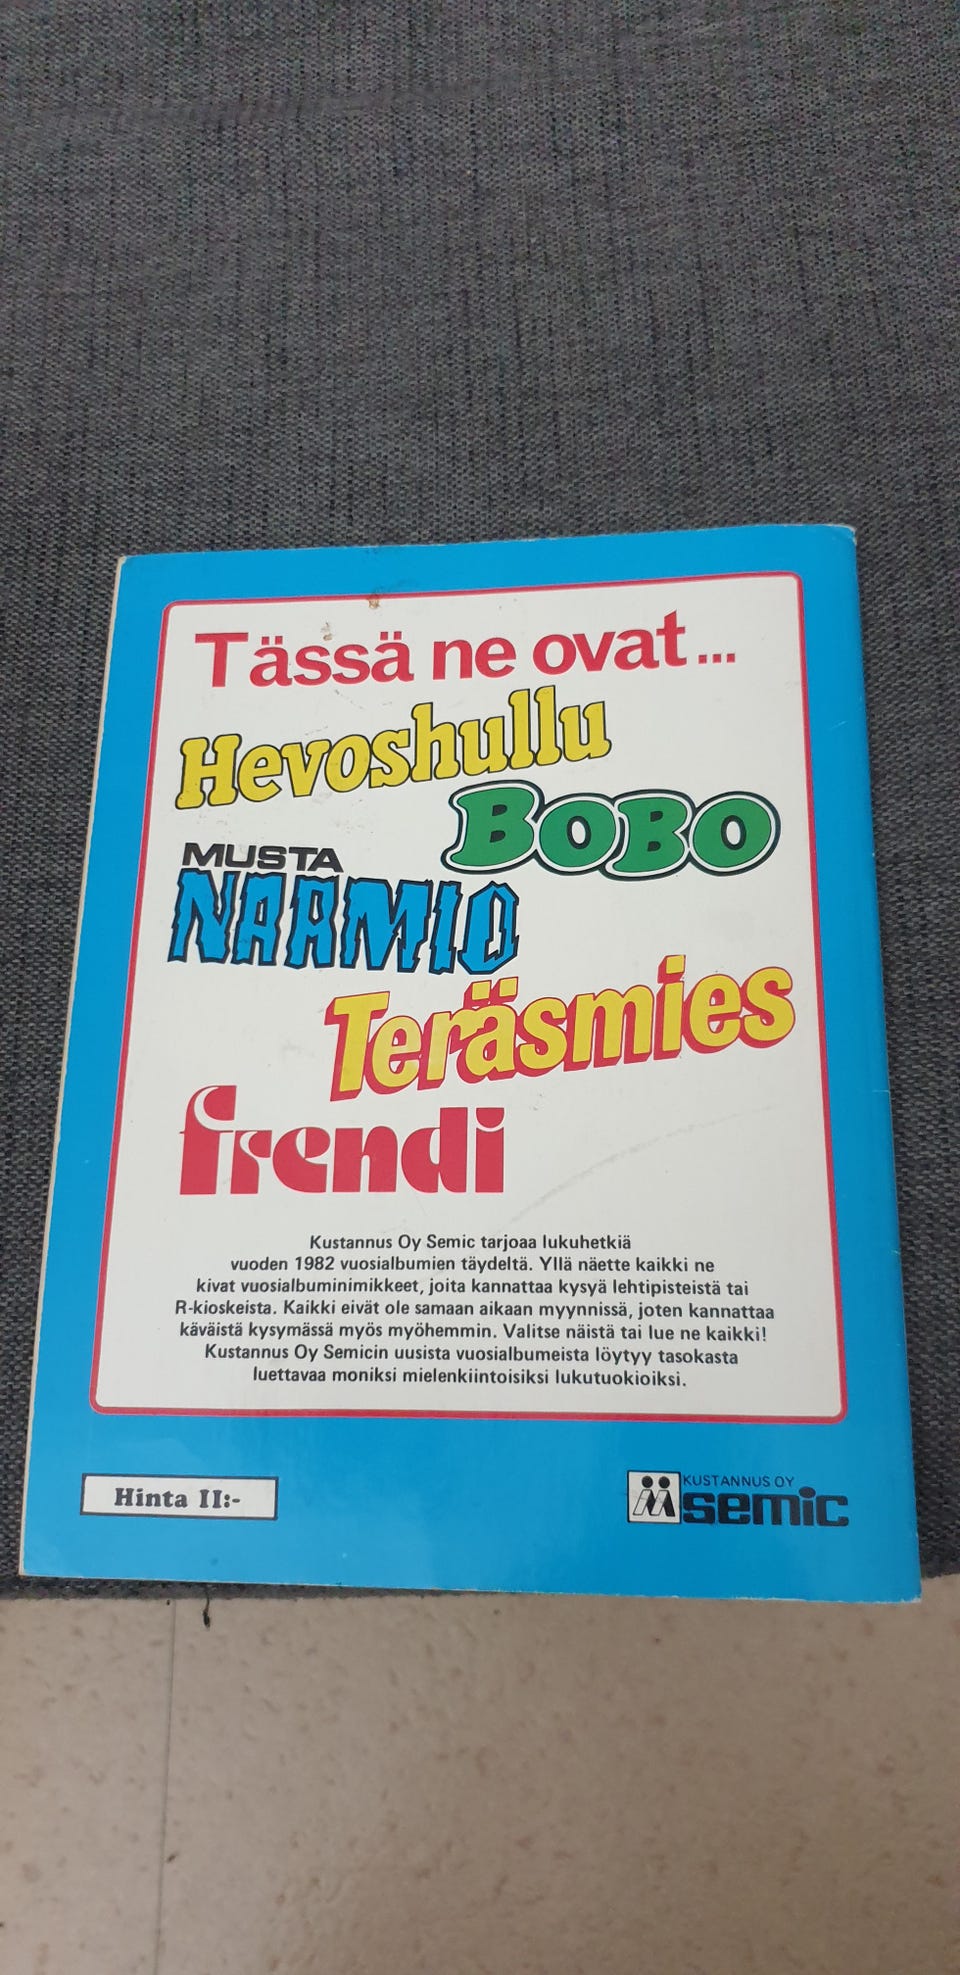 Tässä ne ovat...
Hevoshullu
BOBO
MUSTA
NAAMIO
Teräsmies
frendi
Kustannus Oy Semic tarjoaa lukuhetkiä
vuoden 1982 vuosialbumien täydeltä. Yllä näette kaikki ne
kivat vuosialbuminimikkeet, joita kannattaa kysyä lehtipisteistä tai
R-kioskeista. Kaikki eivät ole samaan aikaan myynnissä, joten kannattaa
käväistä kysymässä myös myöhemmin. Valitse näistä tai lue ne kaikki!
Kustannus Oy Semicin uusista vuosialbumeista löytyy tasokasta
luettavaa moniksi mielenkiintoisiksi lukutuokioiksi.
Hinta II:-
KUSTANNUS OY
semic